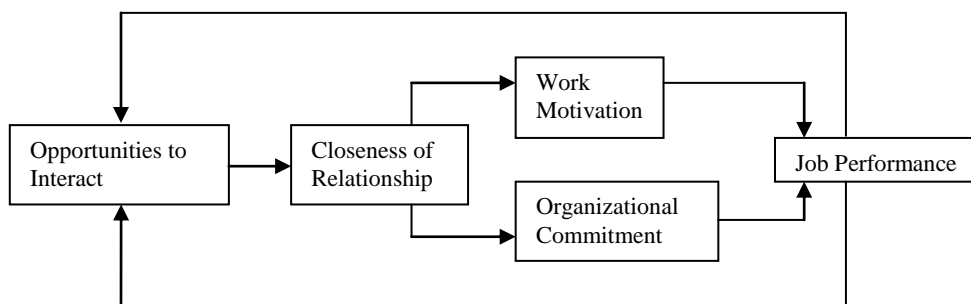 Opportunities to
Interact
Closeness of
Relationship
Work
Motivation
Organizational
Commitment
Job Performance